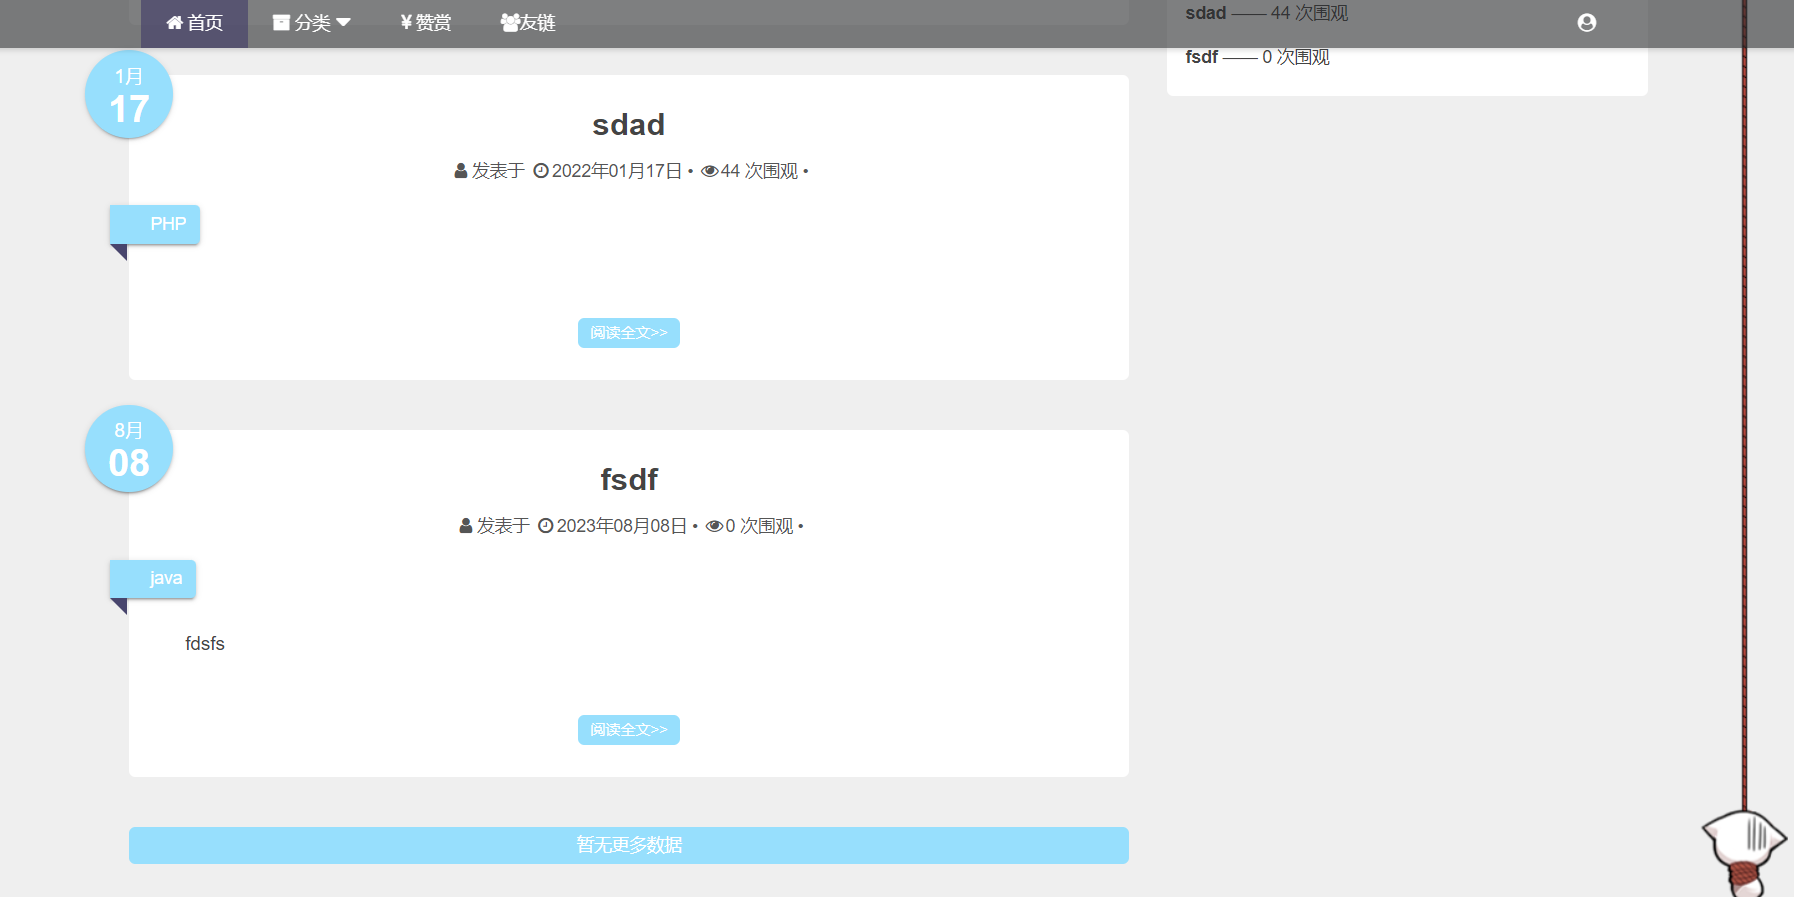 首页 分类 ¥ 赞赏 友链
sdad —— 44 次围观
fsdf —— 0 次围观
1月
17
sdad
发表于 2022年01月17日 • 44 次围观 •
PHP
阅读全文>>
8月
08
fsdf
发表于 2023年08月08日 • 0 次围观 •
java
fdsfs
阅读全文>>
暂无更多数据